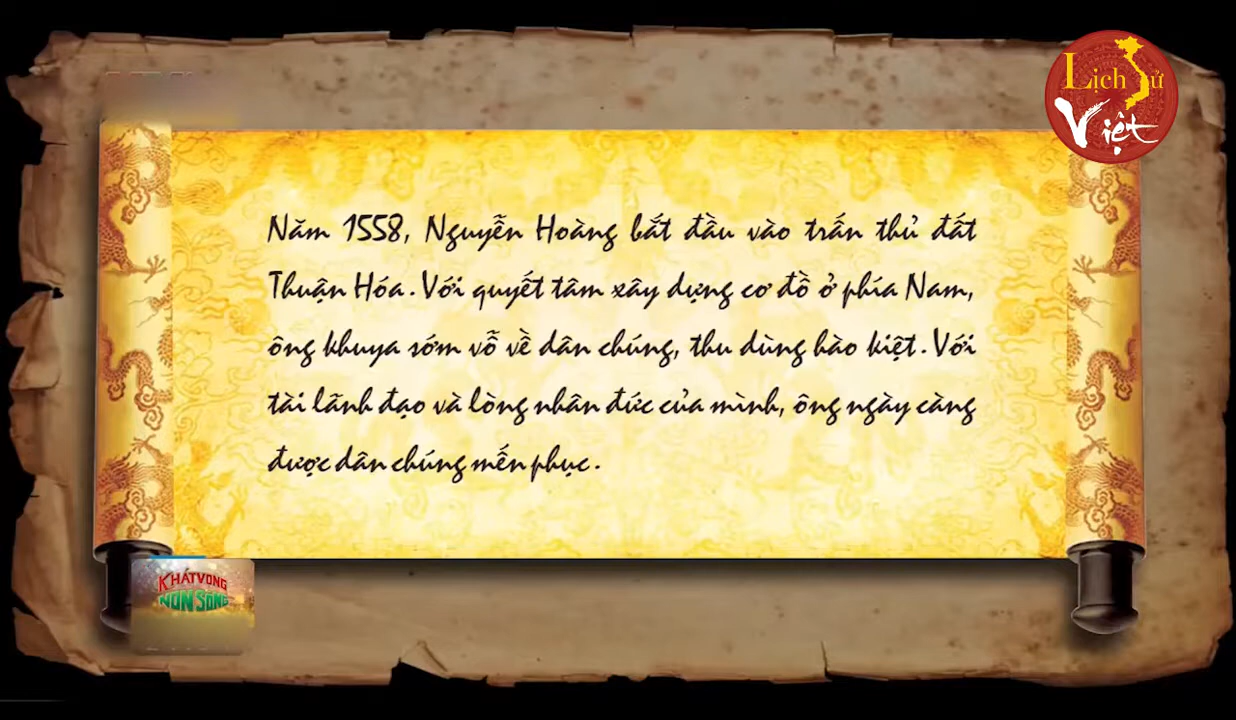 Lịch Sử
Việt
Năm 1558, Nguyễn Hoàng bắt đầu vào trấn thủ đất
Thuận Hóa. Với quyết tâm xây dựng cơ đồ ở phía Nam,
ông khuya sớm vỗ về dân chúng, thu dùng hào kiệt. Với
tài lãnh đạo và lòng nhân đức của mình, ông ngày càng
được dân chúng mến phục.
KHÁT VỌNG
NON SÔNG